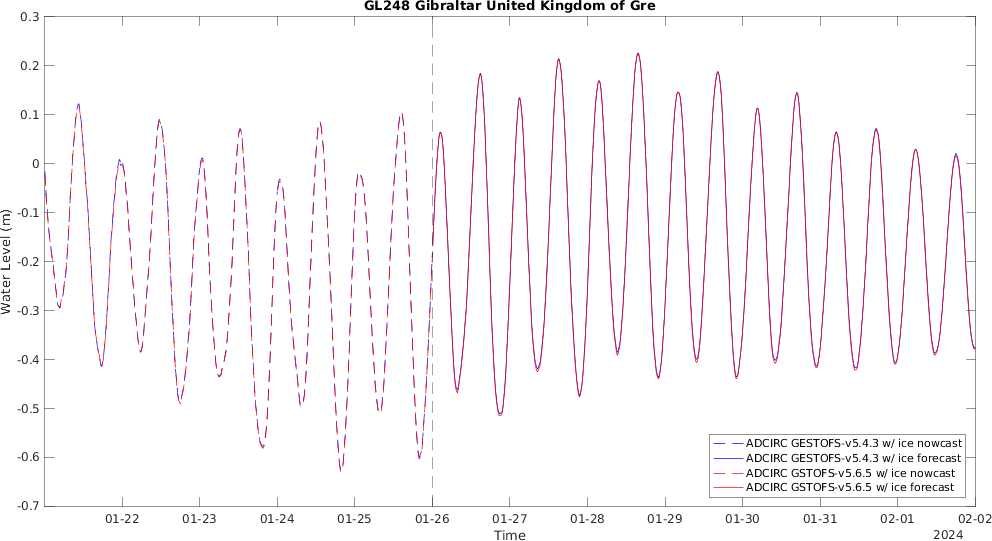 GL248 Gibraltar United Kingdom of Gre
0.3
0.2
0.1
0
-0.1
-0.2
-0.3
-0.4
-0.5
-0.6
-0.7
Water Level (m)
ADCIRC GESTOFS-v5.4.3 w/ ice nowcast
ADCIRC GESTOFS-v5.4.3 w/ ice forecast
ADCIRC GSTOFS-v5.6.5 w/ ice nowcast
ADCIRC GSTOFS-v5.6.5 w/ ice forecast
01-22 01-23 01-24 01-25 01-26 01-27 01-28 01-29 01-30 01-31 02-01 02-02
Time
2024